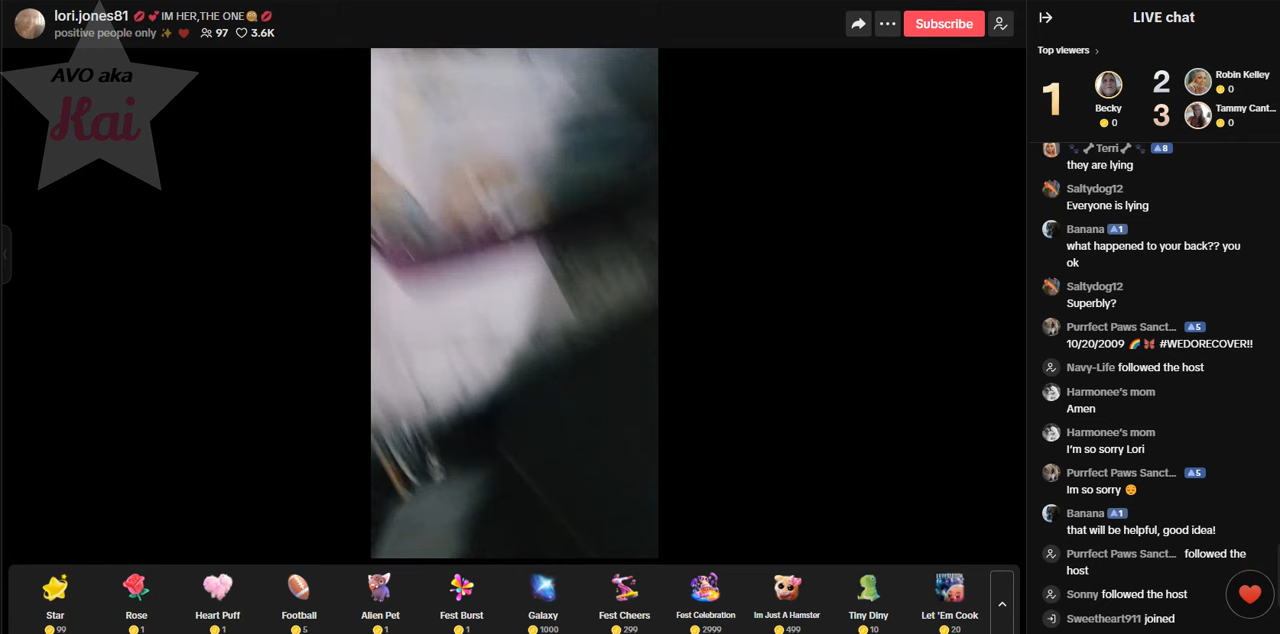 lori.jones81 💋💕 IM HER,THE ONE🍪💋
positive people only ✨ ❤️ 97 3.6K
Subscribe
AVO aka
Kai
LIVE chat
Top viewers
1
Becky
0
2
Robin Kelley
0
3
Tammy Cant...
0
🐾🦴Terri🦴🐾 8
they are lying
Saltydog12
Everyone is lying
Banana 1
what happened to your back?? you
ok
Saltydog12
Superbly?
Purrfect Paws Sanct... 5
10/20/2009 🌈 🦋 #WEDORECOVER!!
Navy-Life followed the host
Harmonee's mom
Amen
Harmonee's mom
I'm so sorry Lori
Purrfect Paws Sanct... 5
Im so sorry ☺️
Banana 1
that will be helpful, good idea!
Purrfect Paws Sanct... followed the
host
Sonny followed the host
Sweetheart911 joined
Star
99
Rose
1
Heart Puff
1
Football
5
Alien Pet
1
Fest Burst
1
Galaxy
1000
Fest Cheers
299
Fest Celebration
2999
Im Just A Hamstor
499
Tiny Diny
10
Let 'Em Cook
20